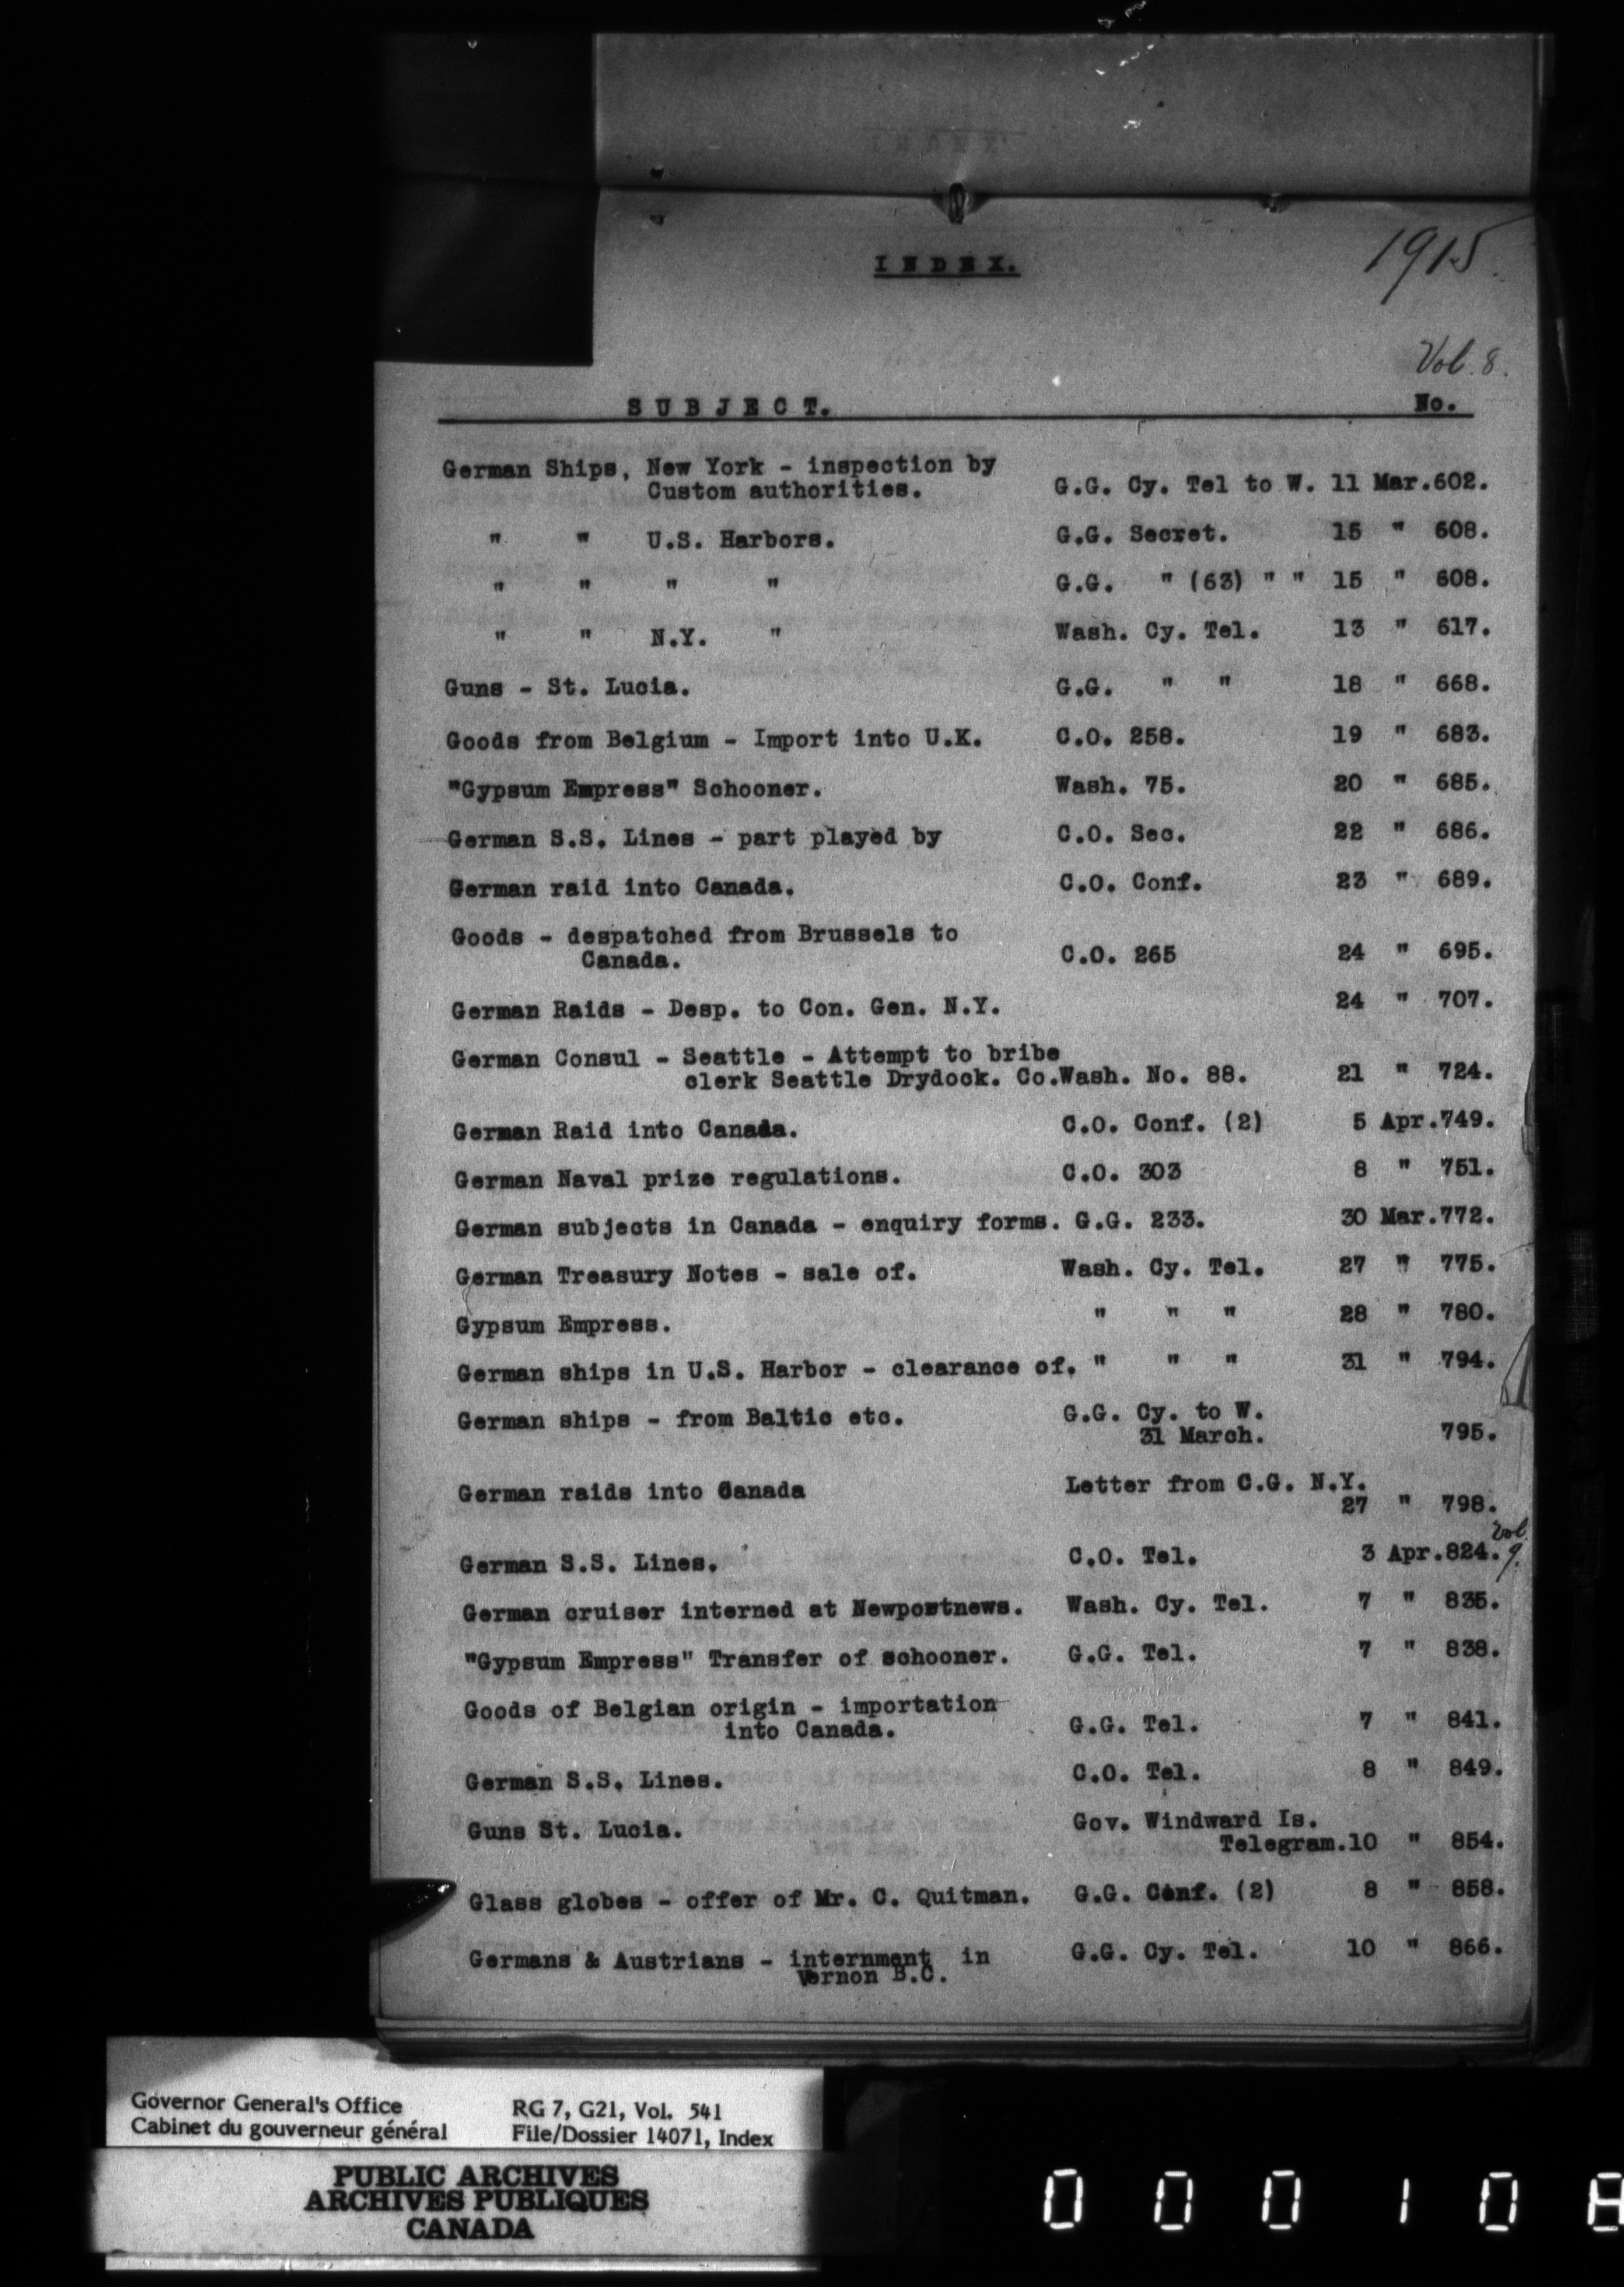 INDEX.
1915
Vol. 8.
SUBJECT. No.
German Ships, New York - inspection by
Custom authorities. G.G. Cy. Tel to W. 11 Mar.602.
" " U.S. Harbors. G.G. Secret. 15 " 608.
" " " " G.G. " (63) " " 15 " 608.
" " N.Y. " Wash. Cy. Tel. 13 " 617.
Guns - St. Lucia. G.G. " " 18 " 668.
Goods from Belgium - Import into U.K. C.O. 258. 19 " 683.
"Gypsum Empress" Schooner. Wash. 75. 20 " 685.
German S.S. Lines - part played by C.O. Sec. 22 " 686.
German raid into Canada. C.O. Conf. 23 " 689.
Goods - despatched from Brussels to
Canada. C.O. 265 24 " 695.
German Raids - Desp. to Con. Gen. N.Y. 24 " 707.
German Consul - Seattle - Attempt to bribe
clerk Seattle Drydock. Co.Wash. No. 88. 21 " 724.
German Raid into Canada. C.O. Conf. (2) 5 Apr.749.
German Naval prize regulations. C.O. 303 8 " 751.
German subjects in Canada - enquiry forms. G.G. 233. 30 Mar.772.
German Treasury Notes - sale of. Wash. Cy. Tel. 27 " 775.
Gypsum Empress. " " " 28 " 780.
German ships in U.S. Harbor - clearance of. " " " 31 " 794.
German ships - from Baltic etc. G.G. Cy. to W.
31 March. 795.
German raids into Canada Letter from C.G. N.Y.
27 " 798.
German S.S. Lines. C.O. Tel. 3 Apr.824. Vol. 9.
German cruiser interned at Newportnews. Wash. Cy. Tel. 7 " 835.
"Gypsum Empress" Transfer of schooner. G.G. Tel. 7 " 838.
Goods of Belgian origin - importation
into Canada. G.G. Tel. 7 " 841.
German S.S. Lines. C.O. Tel. 8 " 849.
Guns St. Lucia. Gov. Windward Is.
Telegram.10 " 854.
Glass globes - offer of Mr. C. Quitman. G.G. Conf. (2) 8 " 858.
Germans & Austrians - internment in G.G. Cy. Tel. 10 " 866.
Vernon B.C.
Governor General's Office RG 7, G21, Vol. 541
Cabinet du gouverneur général File/Dossier 14071, Index
PUBLIC ARCHIVES
ARCHIVES PUBLIQUES
CANADA
0 0 0 1 0 8